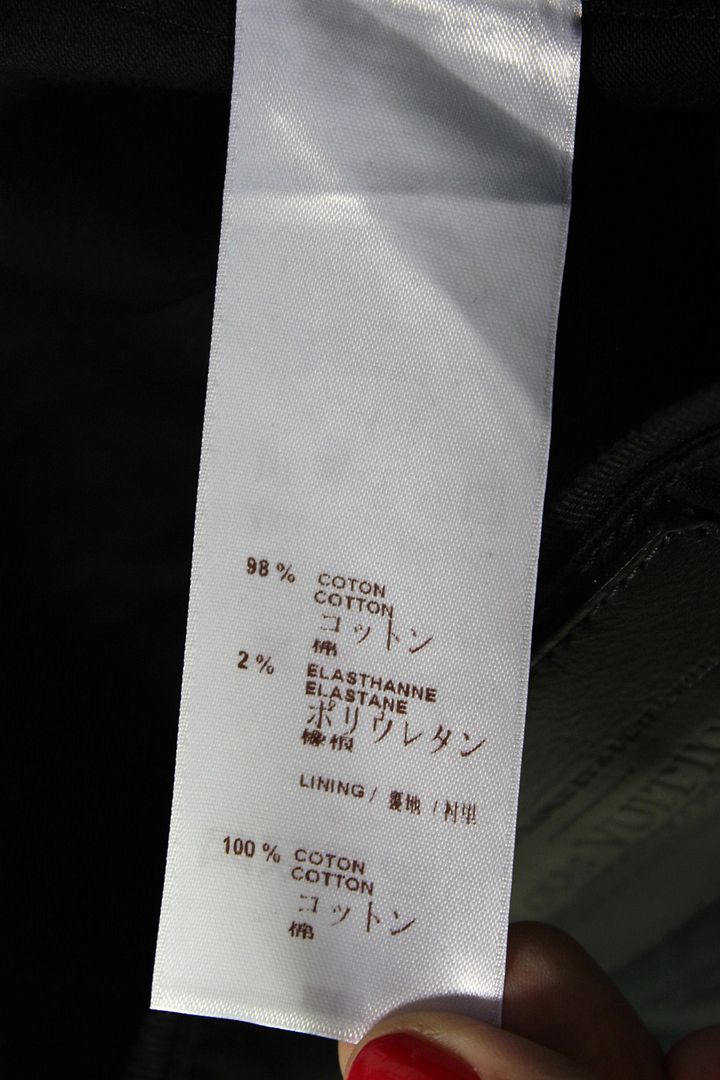 98 % COTON
COTTON
コットン
棉
2 % ELASTHANNE
ELASTANE
ポリウレタン
LINING / 裏地 / 衬里
100 % COTON
COTTON
コットン
棉
VUITT